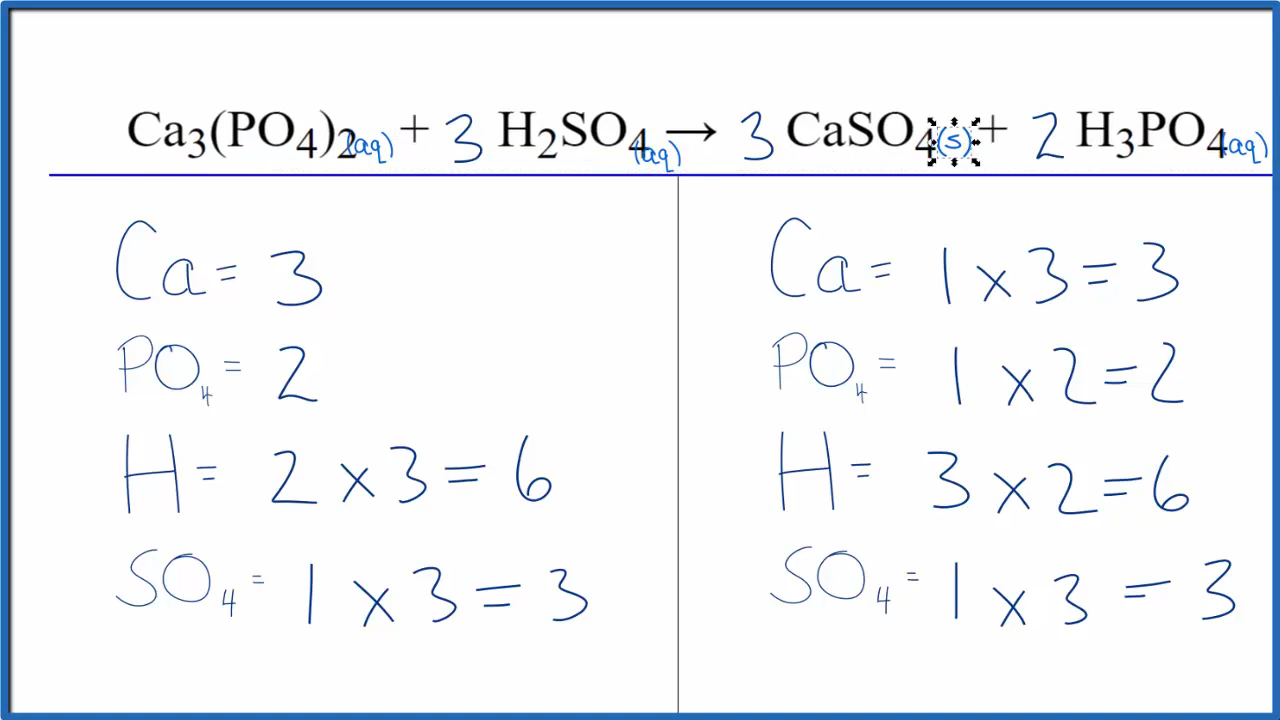 Ca₃(PO₄)₂(aq) + 3 H₂SO₄(aq) → 3 CaSO₄(s) + 2 H₃PO₄(aq)
Ca = 3
PO₄ = 2
H = 2 x 3 = 6
SO₄ = 1 x 3 = 3
Ca = 1 x 3 = 3
PO₄ = 1 x 2 = 2
H = 3 x 2 = 6
SO₄ = 1 x 3 = 3